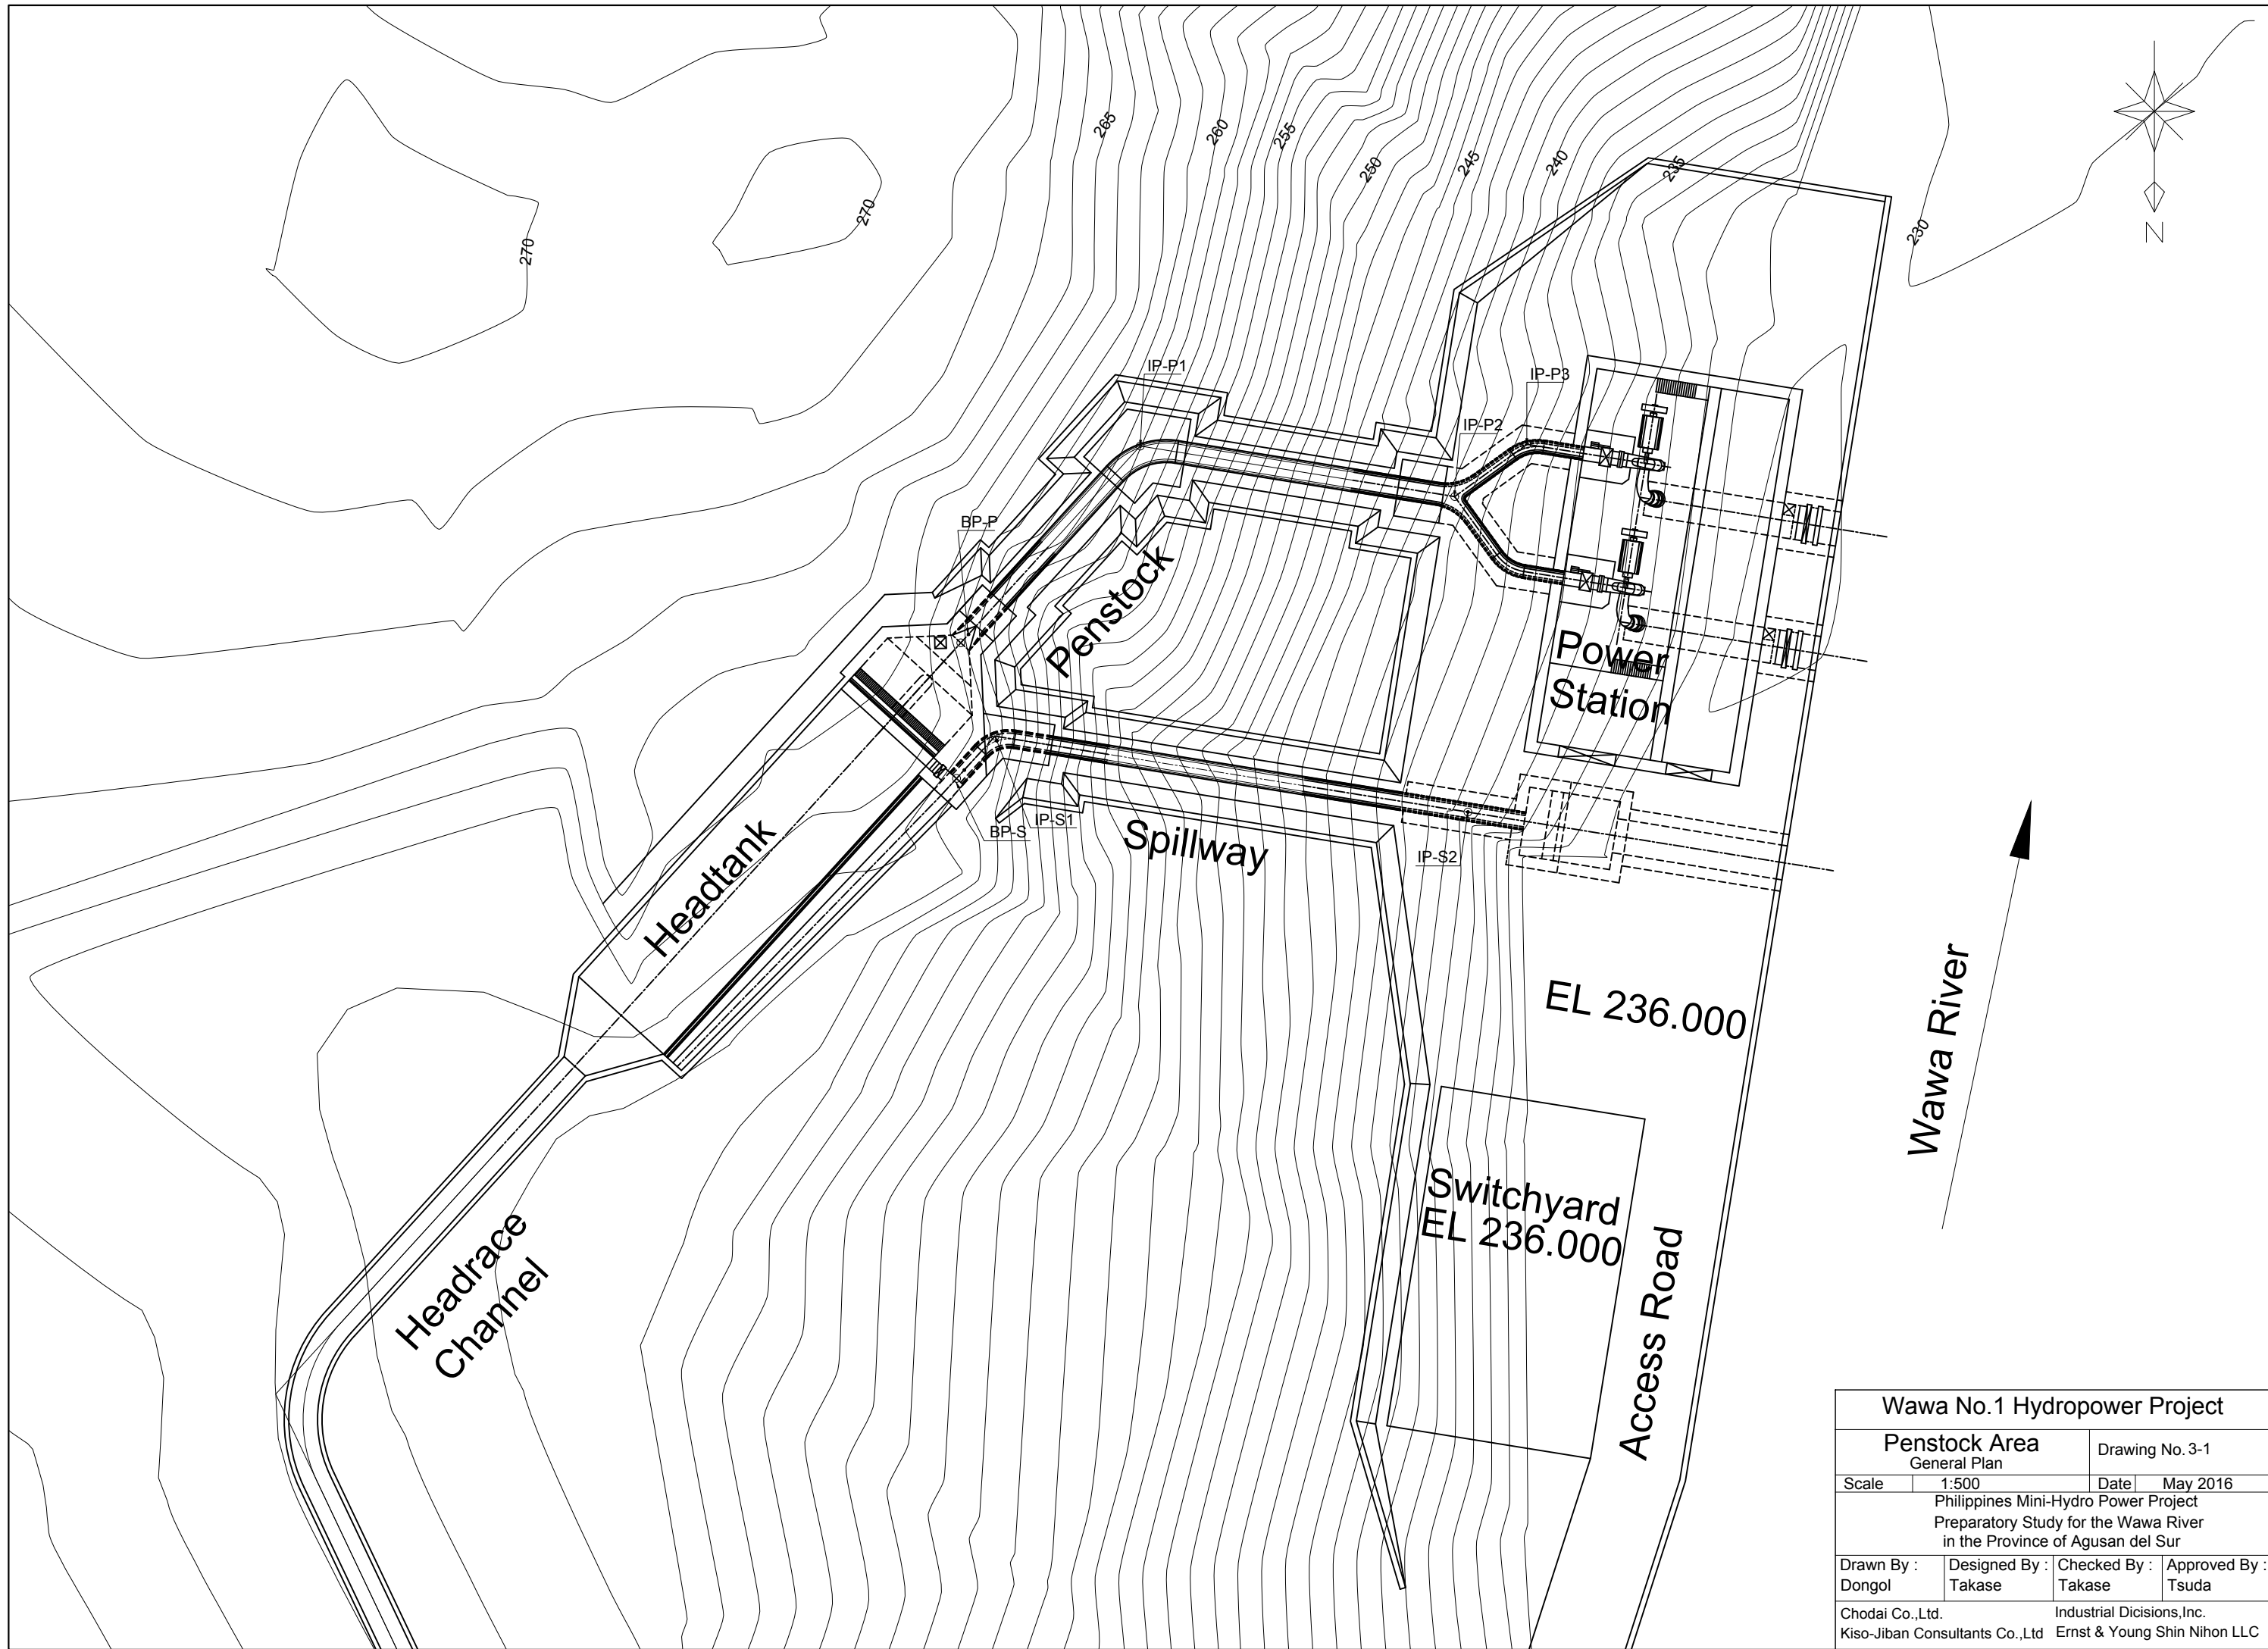 265
260
255
250
245
240
235
230
270
270
N
IP-P1
IP-P3
IP-P2
BP-P
Penstock
Power
Station
BP-S
IP-S1
Spillway
IP-S2
Headtank
EL 236.000
Wawa River
Switchyard
EL 236.000
Access Road
Headrace
Channel
Wawa No.1 Hydropower Project
Penstock Area
General Plan
Drawing No. 3-1
Scale 1:500 Date May 2016
Philippines Mini-Hydro Power Project
Preparatory Study for the Wawa River
in the Province of Agusan del Sur
Drawn By : Designed By : Checked By : Approved By :
Dongol Takase Takase Tsuda
Chodai Co.,Ltd. Industrial Dicisions,Inc.
Kiso-Jiban Consultants Co.,Ltd Ernst & Young Shin Nihon LLC